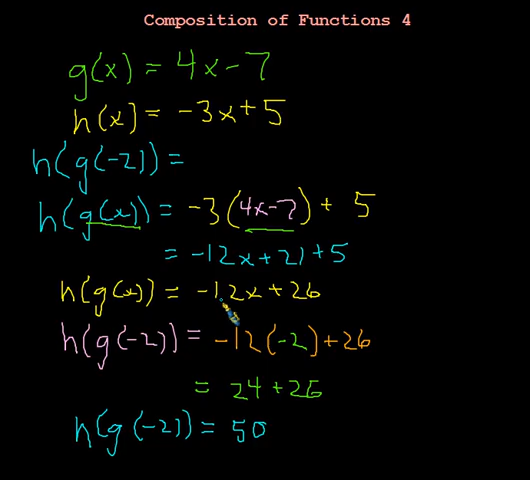 Composition of Functions 4
g(x) = 4x - 7
h(x) = -3x + 5
h(g(-2)) =
h(g(x)) = -3(4x-7) + 5
= -12x + 21 + 5
h(g(x)) = -12x + 26
h(g(-2)) = -12(-2) + 26
= 24 + 26
h(g(-2)) = 50